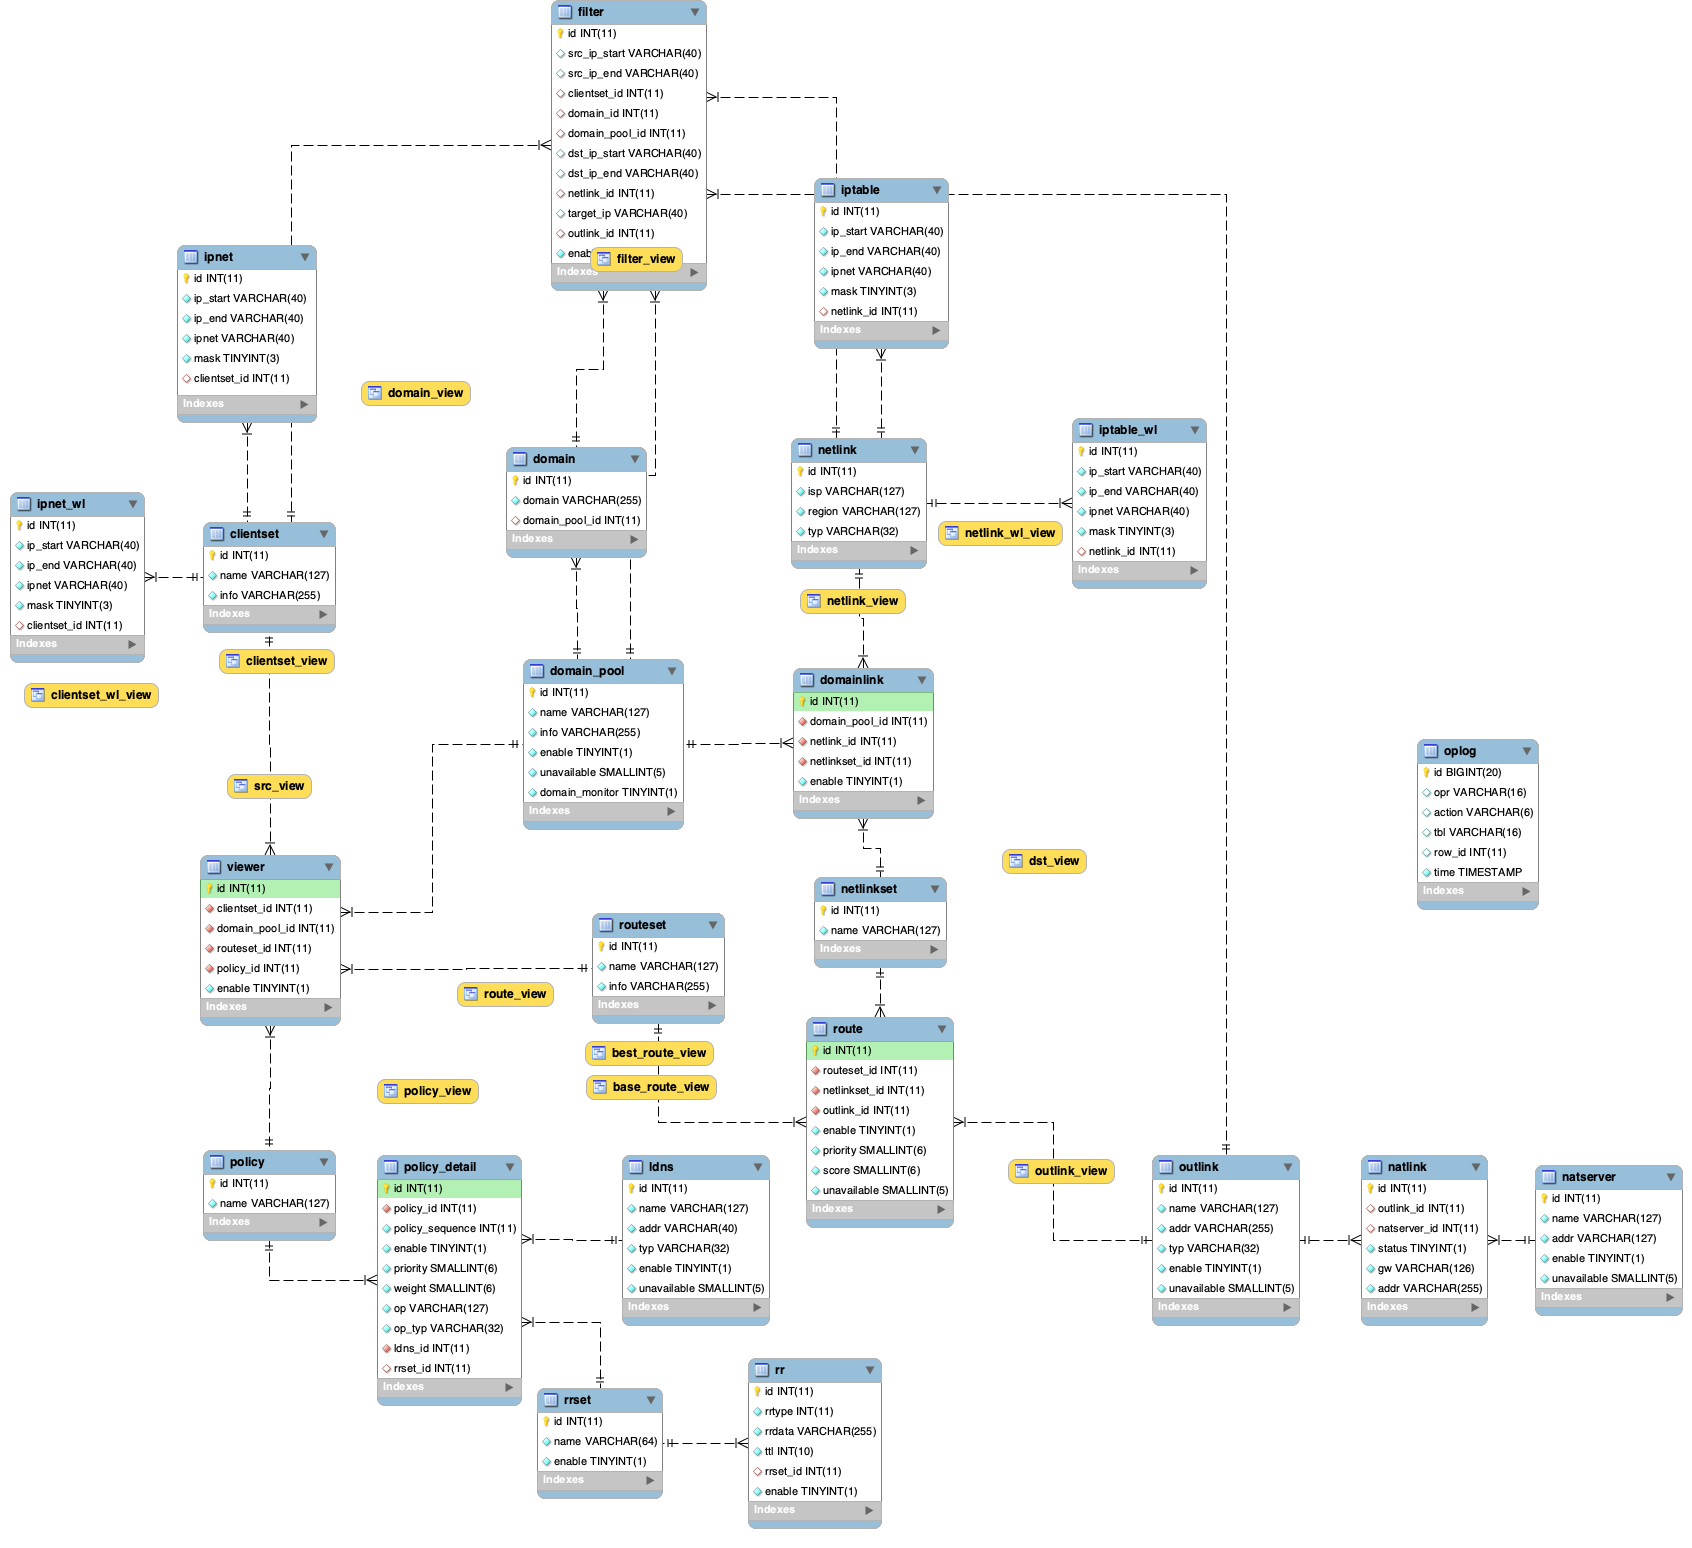 filter
id INT(11)
src_ip_start VARCHAR(40)
src_ip_end VARCHAR(40)
clientset_id INT(11)
domain_id INT(11)
domain_pool_id INT(11)
dst_ip_start VARCHAR(40)
dst_ip_end VARCHAR(40)
netlink_id INT(11)
target_ip VARCHAR(40)
outlink_id INT(11)
enab
filter_view
Indexes
iptable
id INT(11)
ip_start VARCHAR(40)
ip_end VARCHAR(40)
ipnet VARCHAR(40)
mask TINYINT(3)
netlink_id INT(11)
Indexes
ipnet
id INT(11)
ip_start VARCHAR(40)
ip_end VARCHAR(40)
ipnet VARCHAR(40)
mask TINYINT(3)
clientset_id INT(11)
Indexes
domain_view
domain
id INT(11)
domain VARCHAR(255)
domain_pool_id INT(11)
Indexes
netlink
id INT(11)
isp VARCHAR(127)
region VARCHAR(127)
typ VARCHAR(32)
Indexes
iptable_wl
id INT(11)
ip_start VARCHAR(40)
ip_end VARCHAR(40)
ipnet VARCHAR(40)
mask TINYINT(3)
netlink_id INT(11)
Indexes
netlink_wl_view
ipnet_wl
id INT(11)
ip_start VARCHAR(40)
ip_end VARCHAR(40)
ipnet VARCHAR(40)
mask TINYINT(3)
clientset_id INT(11)
Indexes
clientset
id INT(11)
name VARCHAR(127)
info VARCHAR(255)
Indexes
netlink_view
clientset_view
clientset_wl_view
domain_pool
id INT(11)
name VARCHAR(127)
info VARCHAR(255)
enable TINYINT(1)
unavailable SMALLINT(5)
domain_monitor TINYINT(1)
Indexes
domainlink
id INT(11)
domain_pool_id INT(11)
netlink_id INT(11)
netlinkset_id INT(11)
enable TINYINT(1)
Indexes
oplog
id BIGINT(20)
opr VARCHAR(16)
action VARCHAR(6)
tbl VARCHAR(16)
row_id INT(11)
time TIMESTAMP
Indexes
src_view
dst_view
viewer
id INT(11)
clientset_id INT(11)
domain_pool_id INT(11)
routeset_id INT(11)
policy_id INT(11)
enable TINYINT(1)
Indexes
netlinkset
id INT(11)
name VARCHAR(127)
Indexes
routeset
id INT(11)
name VARCHAR(127)
info VARCHAR(255)
Indexes
route_view
best_route_view
base_route_view
policy_view
route
id INT(11)
routeset_id INT(11)
netlinkset_id INT(11)
outlink_id INT(11)
enable TINYINT(1)
priority SMALLINT(6)
score SMALLINT(6)
unavailable SMALLINT(5)
Indexes
outlink_view
policy
id INT(11)
name VARCHAR(127)
Indexes
policy_detail
id INT(11)
policy_id INT(11)
policy_sequence INT(11)
enable TINYINT(1)
priority SMALLINT(6)
weight SMALLINT(6)
op VARCHAR(127)
op_typ VARCHAR(32)
ldns_id INT(11)
rrset_id INT(11)
Indexes
ldns
id INT(11)
name VARCHAR(127)
addr VARCHAR(40)
typ VARCHAR(32)
enable TINYINT(1)
unavailable SMALLINT(5)
Indexes
outlink
id INT(11)
name VARCHAR(127)
addr VARCHAR(255)
typ VARCHAR(32)
enable TINYINT(1)
unavailable SMALLINT(5)
Indexes
natlink
id INT(11)
outlink_id INT(11)
natserver_id INT(11)
status TINYINT(1)
gw VARCHAR(126)
addr VARCHAR(255)
Indexes
natserver
id INT(11)
name VARCHAR(127)
addr VARCHAR(127)
enable TINYINT(1)
unavailable SMALLINT(5)
Indexes
rrset
id INT(11)
name VARCHAR(64)
enable TINYINT(1)
Indexes
rr
id INT(11)
rrtype INT(11)
rrdata VARCHAR(255)
ttl INT(10)
rrset_id INT(11)
enable TINYINT(1)
Indexes